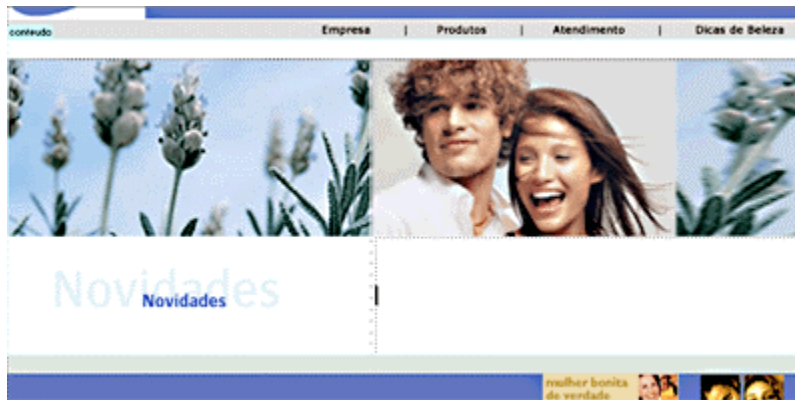 conteudo
Empresa | Produtos | Atendimento | Dicas de Beleza
Novidades
Novidades
mulher bonita
de verdade